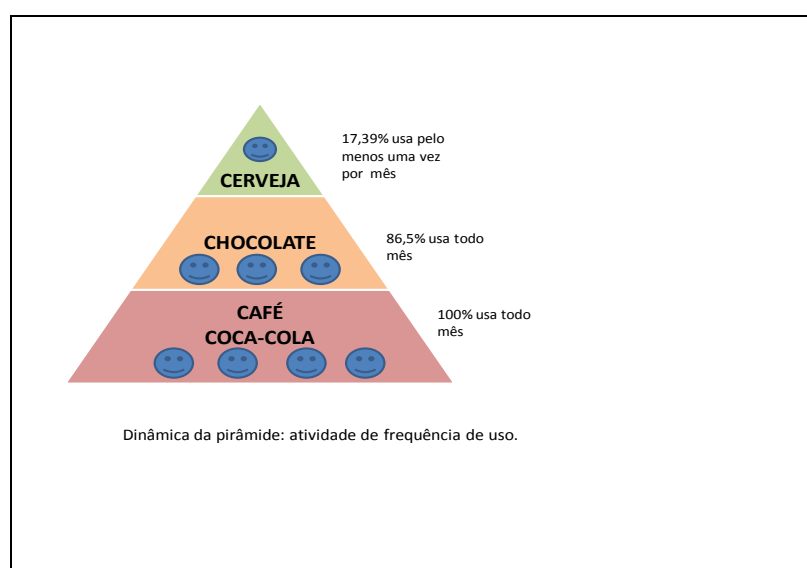 17,39% usa pelo
menos uma vez
por mês
CERVEJA
CHOCOLATE
86,5% usa todo
mês
CAFÉ
COCA-COLA
100% usa todo
mês
Dinâmica da pirâmide: atividade de frequência de uso.